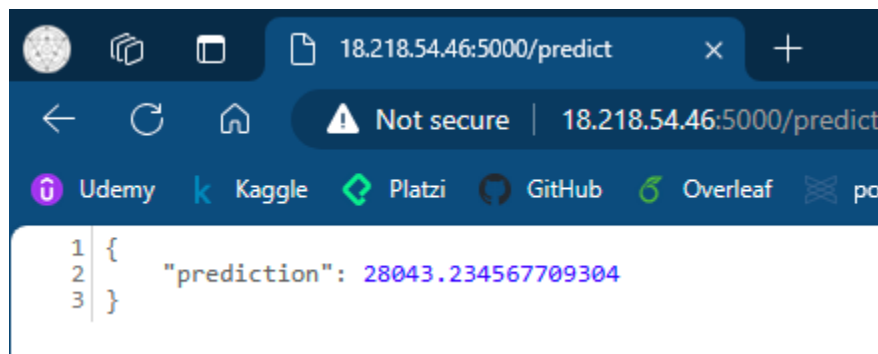 18.218.54.46:5000/predict
Not secure 18.218.54.46:5000/predict
Udemy Kaggle Platzi GitHub Overleaf po
1 {
2 "prediction": 28043.234567709304
3 }